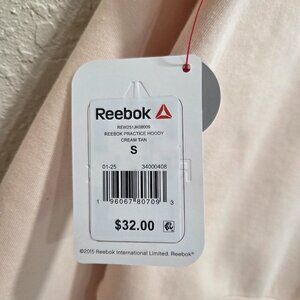 Reebok
REW251JK08009
REEBOK PRACTICE HOODY
CREAM TAN
S
01-25 34000408
1 96067 80709 3
$32.00
©2015 Reebok International Limited. Reebok®